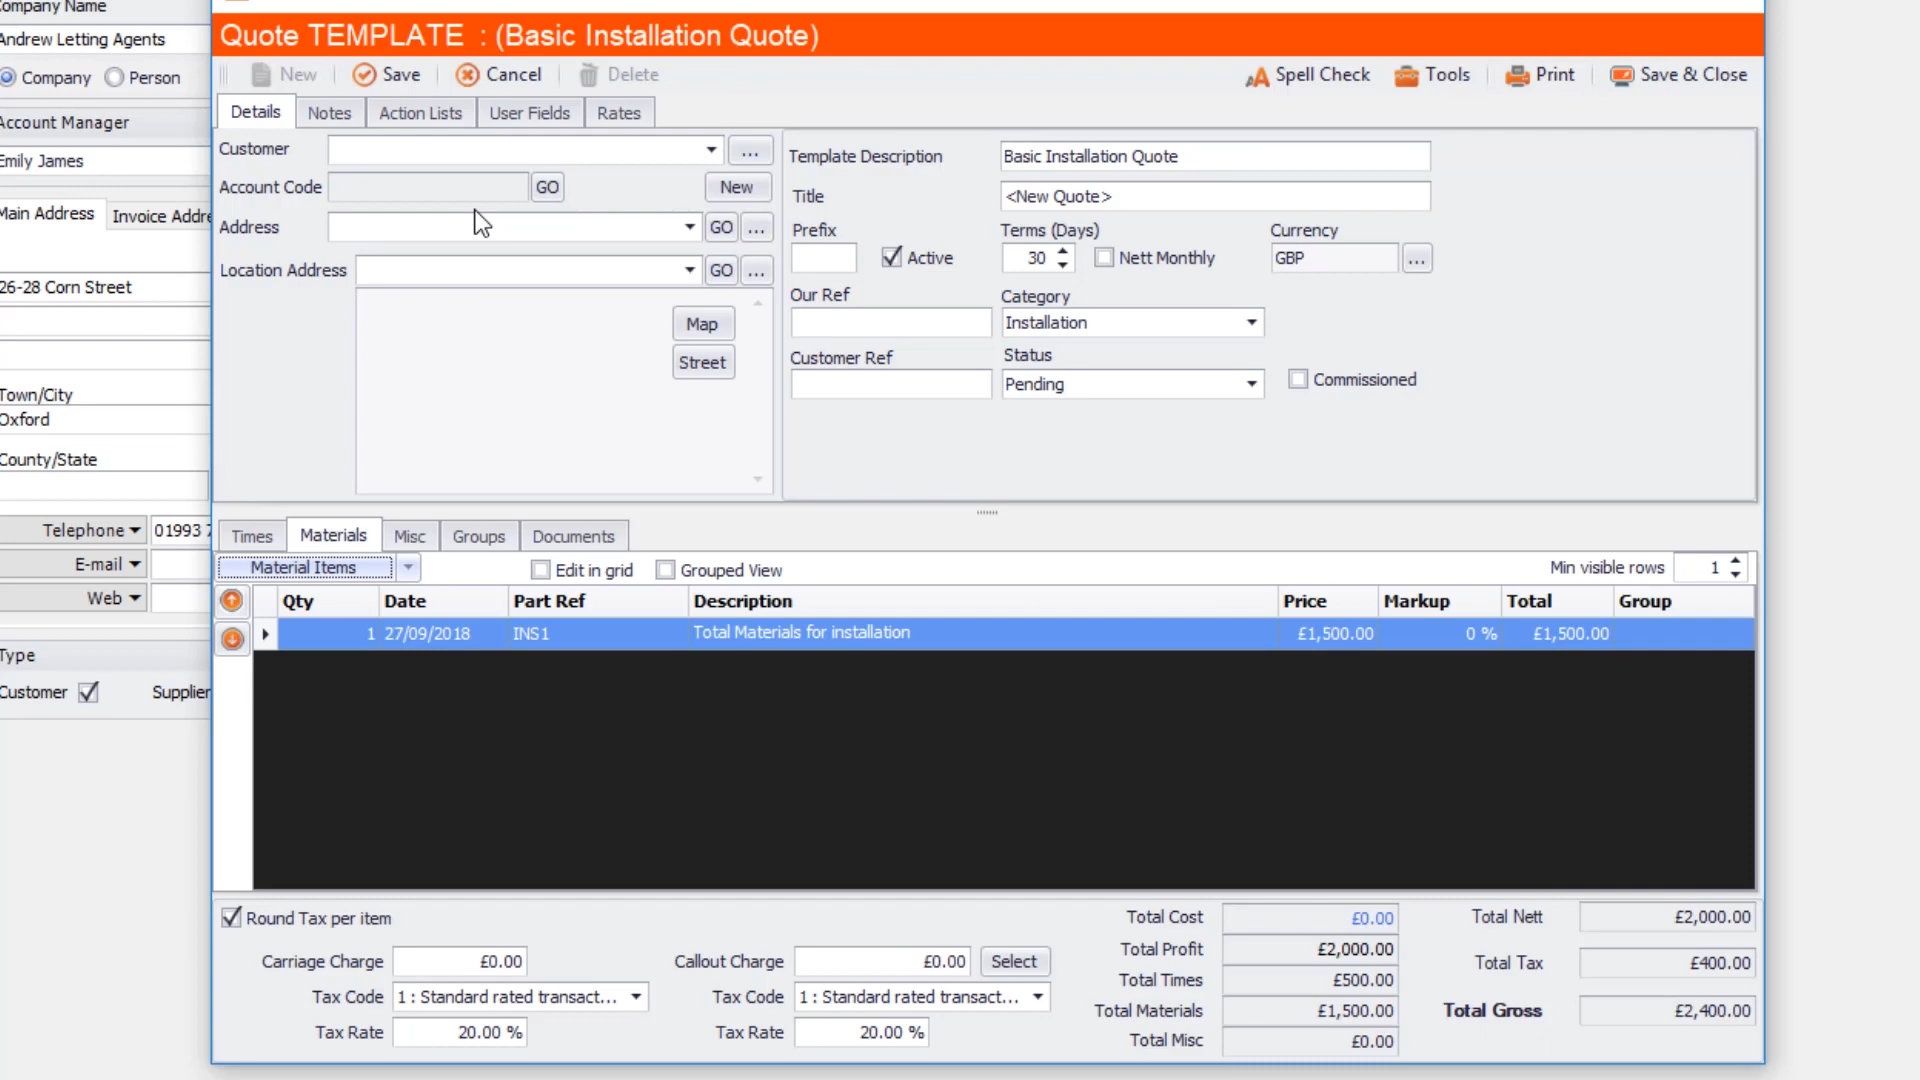 Company Name
Andrew Letting Agents
Company
Person
Account Manager
Emily James
Main Address
Invoice Addre
26-28 Corn Street
Town/City
Oxford
County/State
Telephone
01993 7
E-mail
Web
Type
Customer
Supplier
Quote TEMPLATE : (Basic Installation Quote)
New
Save
Cancel
Delete
Spell Check
Tools
Print
Save & Close
Details
Notes
Action Lists
User Fields
Rates
Customer
...
Account Code
GO
New
Address
GO
...
Location Address
GO
...
Map
Street
Template Description
Basic Installation Quote
Title
<New Quote>
Prefix
Active
Terms (Days)
30
Nett Monthly
Currency
GBP
...
Our Ref
Category
Installation
Customer Ref
Status
Pending
Commissioned
Times
Materials
Misc
Groups
Documents
Material Items
Edit in grid
Grouped View
Min visible rows
1
Qty Date Part Ref Description Price Markup Total Group
1 27/09/2018 INS1 Total Materials for installation £1,500.00 0 % £1,500.00
Round Tax per item
Carriage Charge £0.00
Tax Code 1 : Standard rated transact...
Tax Rate 20.00 %
Callout Charge £0.00 Select
Tax Code 1 : Standard rated transact...
Tax Rate 20.00 %
Total Cost £0.00
Total Profit £2,000.00
Total Times £500.00
Total Materials £1,500.00
Total Misc £0.00
Total Nett £2,000.00
Total Tax £400.00
Total Gross £2,400.00